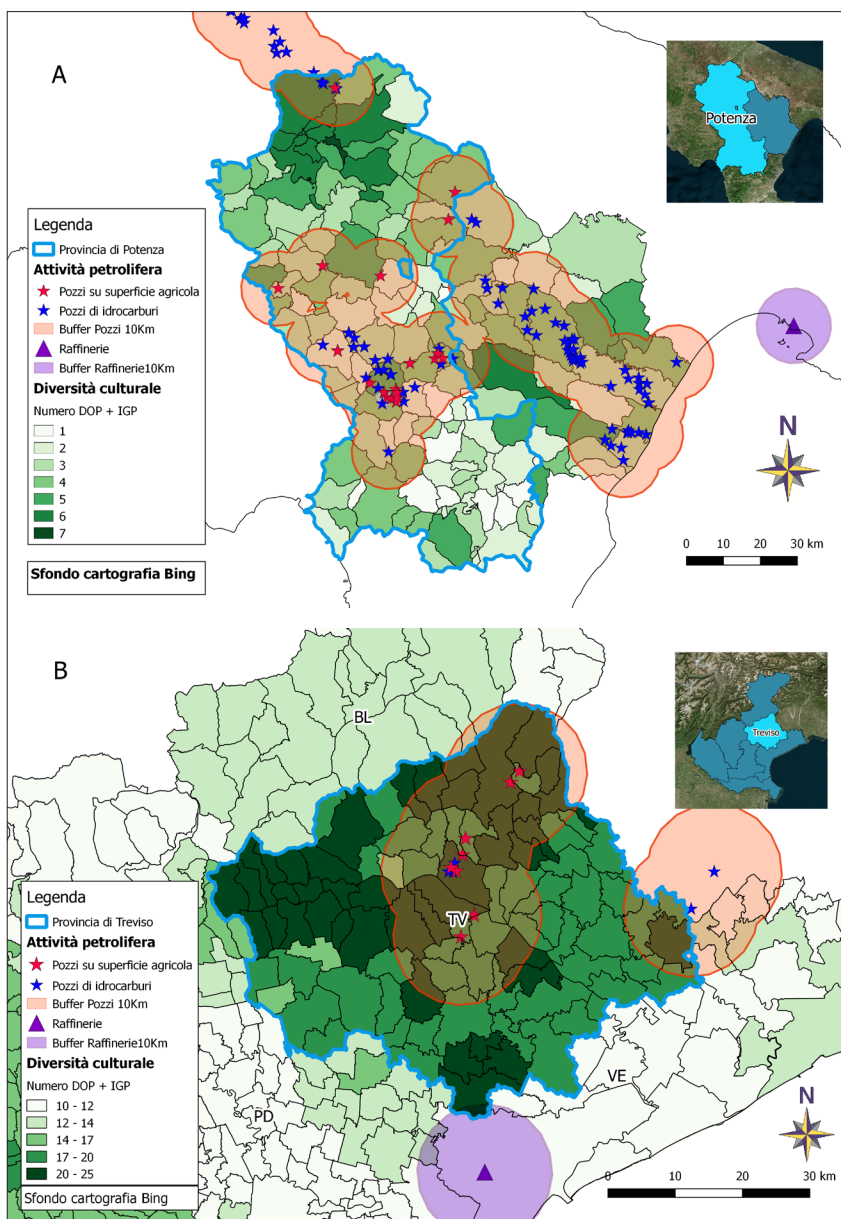 A
Potenza
Legenda
Provincia di Potenza
Attività petrolifera
Pozzi su superficie agricola
Pozzi di idrocarburi
Buffer Pozzi 10Km
Raffinerie
Buffer Raffinerie10Km
Diversità culturale
Numero DOP + IGP
1
2
3
4
5
6
7
Sfondo cartografia Bing
N
0 10 20 30 km
B
BL
Treviso
TV
VE
PD
Legenda
Provincia di Treviso
Attività petrolifera
Pozzi su superficie agricola
Pozzi di idrocarburi
Buffer Pozzi 10Km
Raffinerie
Buffer Raffinerie10Km
Diversità culturale
Numero DOP + IGP
10 - 12
12 - 14
14 - 17
17 - 20
20 - 25
Sfondo cartografia Bing
N
0 10 20 30 km